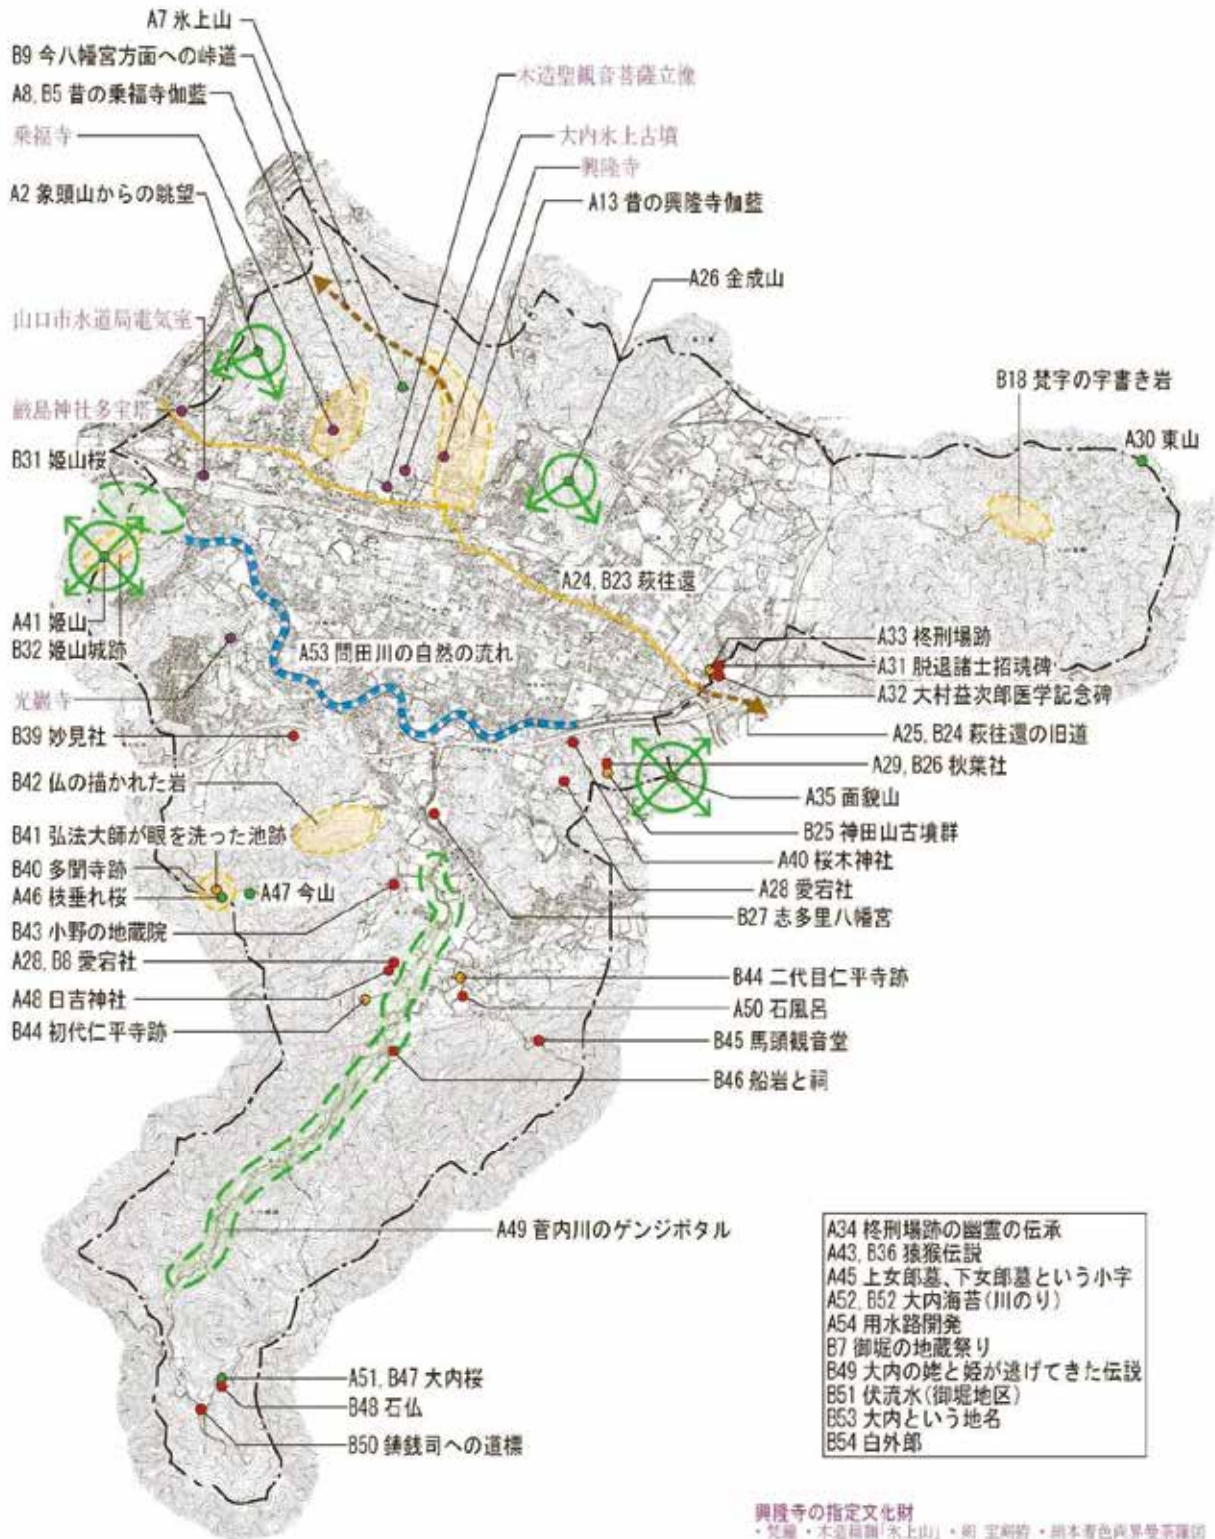 A7 氷上山
B9 今八幡宮方面への峠道
木造聖観音菩薩立像
A8, B5 昔の乗福寺伽藍
乗福寺
大内氷上古墳
興隆寺
A2 象頭山からの眺望
A13 昔の興隆寺伽藍
A26 金成山
山口市水道局電気室
B18 梵字の字書き岩
厳島神社多宝塔
A30 東山
B31 姫山桜
A24, B23 萩往還
A41 姫山
B32 姫山城跡
A53 問田川の自然の流れ
A33 柊刑場跡
A31 脱退諸士招魂碑
A32 大村益次郎医学記念碑
光巌寺
B39 妙見社
A25, B24 萩往還の旧道
A29, B26 秋葉社
B42 仏の描かれた岩
A35 面貌山
B41 弘法大師が眼を洗った池跡
B25 神田山古墳群
B40 多聞寺跡
A40 桜木神社
A46 枝垂れ桜
A47 今山
A28 愛宕社
B43 小野の地蔵院
B27 志多里八幡宮
A28, B8 愛宕社
A48 日吉神社
B44 二代目仁平寺跡
A50 石風呂
B44 初代仁平寺跡
B45 馬頭観音堂
B46 船岩と祠
A49 菅内川のゲンジボタル
A34 柊刑場跡の幽霊の伝承
A43, B36 猿猴伝説
A45 上女郎墓、下女郎墓という小字
A52, B52 大内海苔(川のり)
A54 用水路開発
B7 御堀の地蔵祭り
B49 大内の姥と姫が逃げてきた伝説
B51 伏流水(御堀地区)
B53 大内という地名
B54 白外郎
A51, B47 大内桜
B48 石仏
B50 鋳銭司への道標
興隆寺の指定文化財
・梵鐘 ・木造扁額「氷上山」